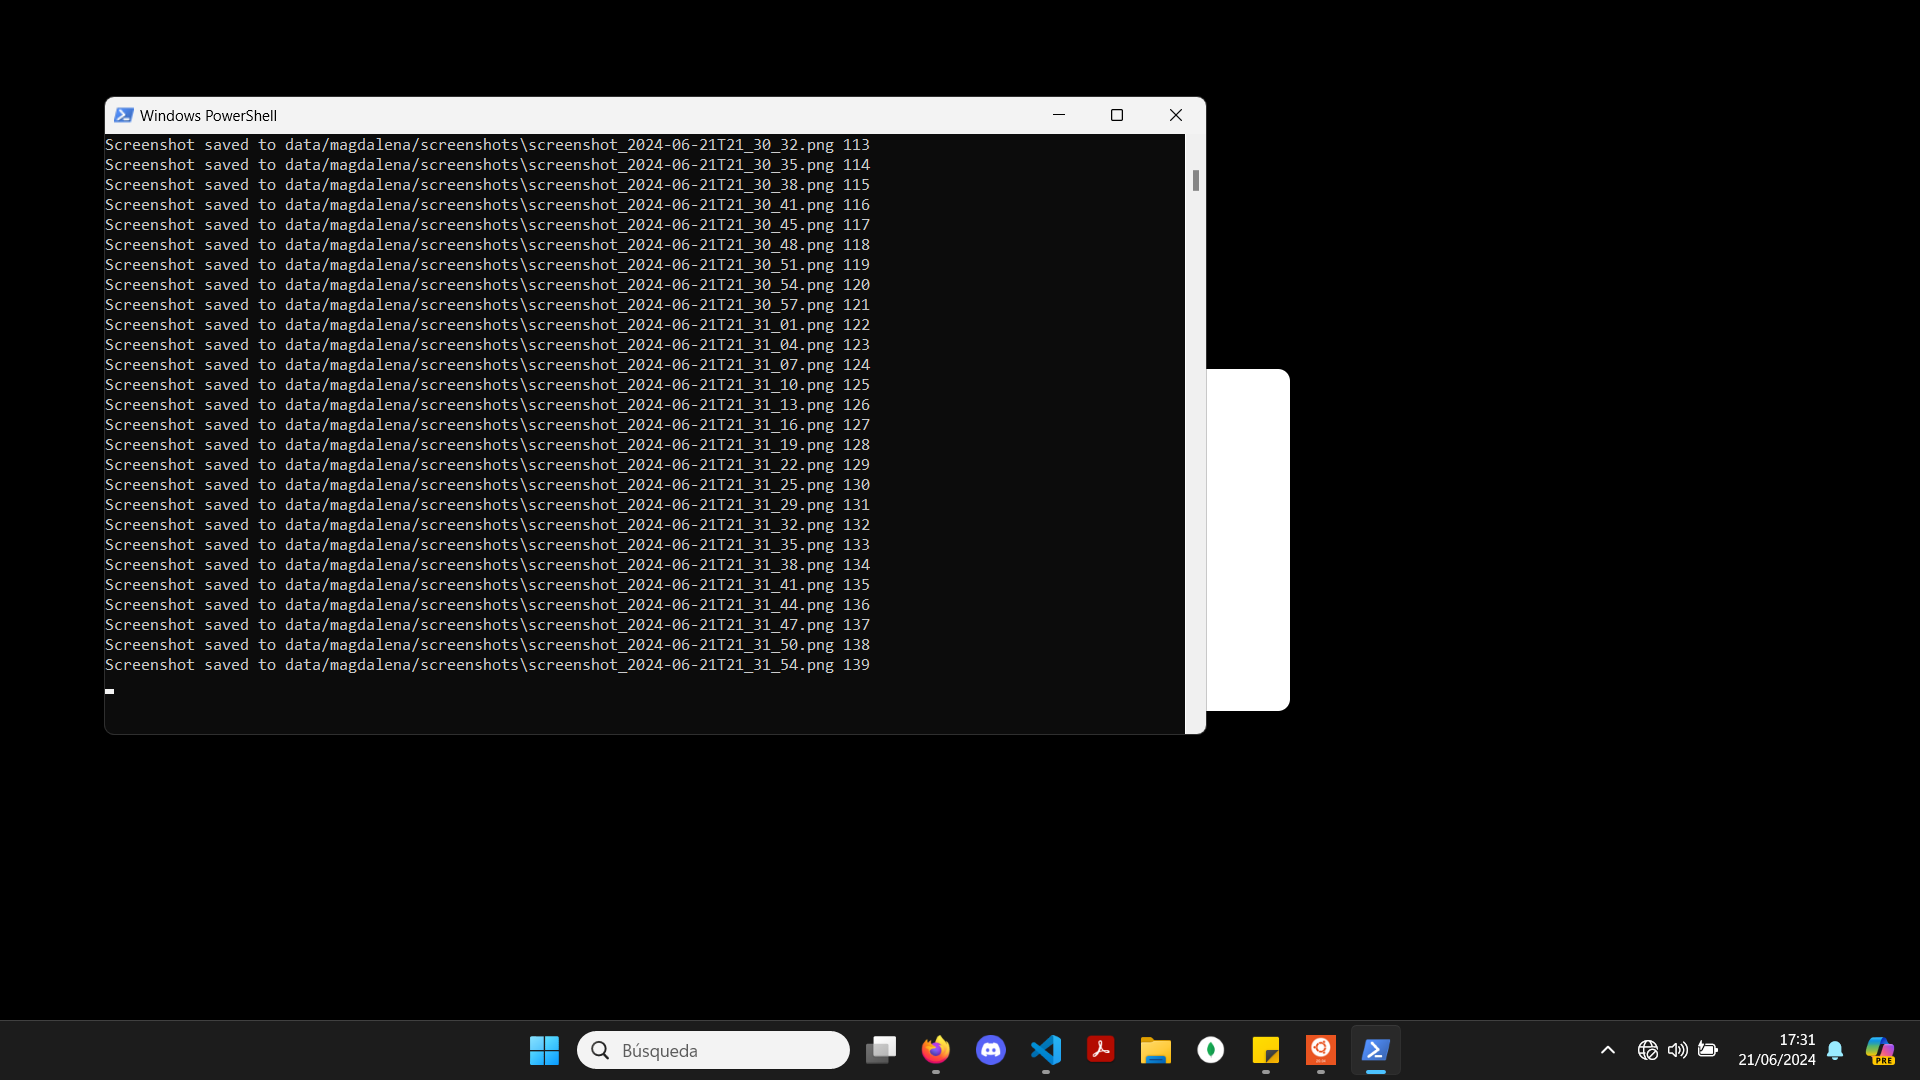 Windows PowerShell
Screenshot saved to data/magdalena/screenshots\screenshot_2024-06-21T21_30_32.png 113
Screenshot saved to data/magdalena/screenshots\screenshot_2024-06-21T21_30_35.png 114
Screenshot saved to data/magdalena/screenshots\screenshot_2024-06-21T21_30_38.png 115
Screenshot saved to data/magdalena/screenshots\screenshot_2024-06-21T21_30_41.png 116
Screenshot saved to data/magdalena/screenshots\screenshot_2024-06-21T21_30_45.png 117
Screenshot saved to data/magdalena/screenshots\screenshot_2024-06-21T21_30_48.png 118
Screenshot saved to data/magdalena/screenshots\screenshot_2024-06-21T21_30_51.png 119
Screenshot saved to data/magdalena/screenshots\screenshot_2024-06-21T21_30_54.png 120
Screenshot saved to data/magdalena/screenshots\screenshot_2024-06-21T21_30_57.png 121
Screenshot saved to data/magdalena/screenshots\screenshot_2024-06-21T21_31_01.png 122
Screenshot saved to data/magdalena/screenshots\screenshot_2024-06-21T21_31_04.png 123
Screenshot saved to data/magdalena/screenshots\screenshot_2024-06-21T21_31_07.png 124
Screenshot saved to data/magdalena/screenshots\screenshot_2024-06-21T21_31_10.png 125
Screenshot saved to data/magdalena/screenshots\screenshot_2024-06-21T21_31_13.png 126
Screenshot saved to data/magdalena/screenshots\screenshot_2024-06-21T21_31_16.png 127
Screenshot saved to data/magdalena/screenshots\screenshot_2024-06-21T21_31_19.png 128
Screenshot saved to data/magdalena/screenshots\screenshot_2024-06-21T21_31_22.png 129
Screenshot saved to data/magdalena/screenshots\screenshot_2024-06-21T21_31_25.png 130
Screenshot saved to data/magdalena/screenshots\screenshot_2024-06-21T21_31_29.png 131
Screenshot saved to data/magdalena/screenshots\screenshot_2024-06-21T21_31_32.png 132
Screenshot saved to data/magdalena/screenshots\screenshot_2024-06-21T21_31_35.png 133
Screenshot saved to data/magdalena/screenshots\screenshot_2024-06-21T21_31_38.png 134
Screenshot saved to data/magdalena/screenshots\screenshot_2024-06-21T21_31_41.png 135
Screenshot saved to data/magdalena/screenshots\screenshot_2024-06-21T21_31_44.png 136
Screenshot saved to data/magdalena/screenshots\screenshot_2024-06-21T21_31_47.png 137
Screenshot saved to data/magdalena/screenshots\screenshot_2024-06-21T21_31_50.png 138
Screenshot saved to data/magdalena/screenshots\screenshot_2024-06-21T21_31_54.png 139
Búsqueda
17:31
21/06/2024
PRE